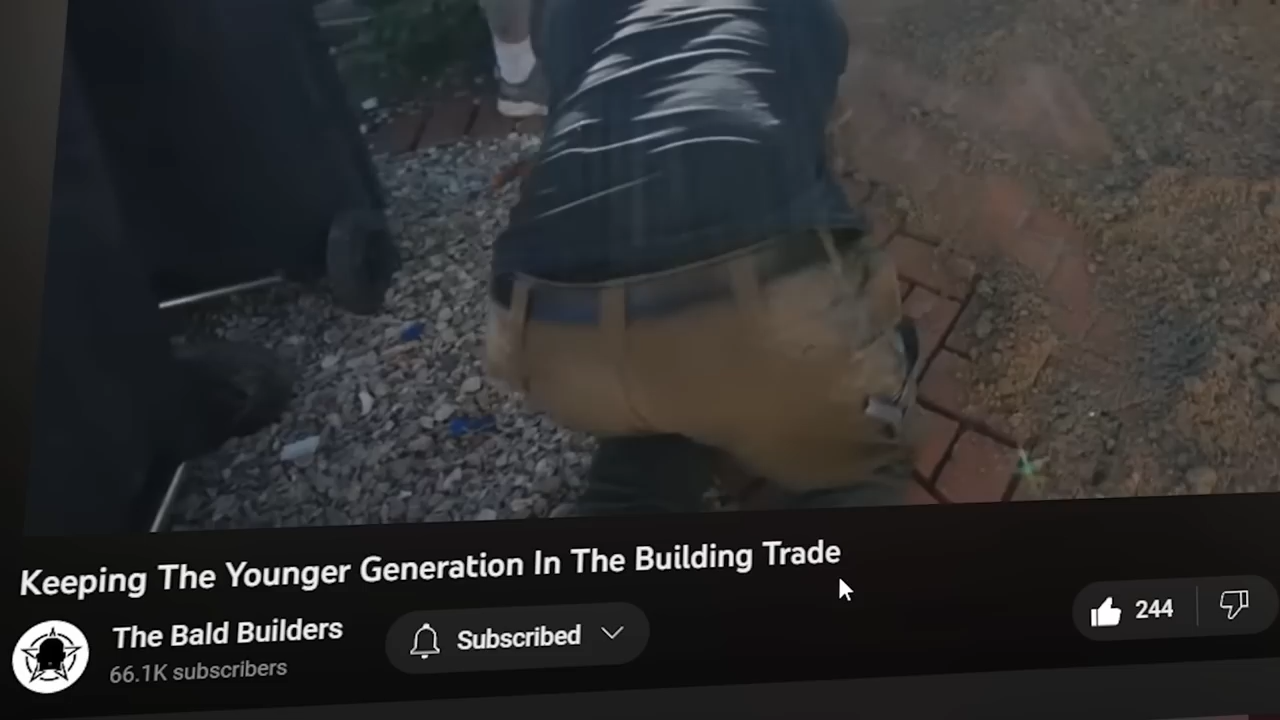 Keeping The Younger Generation In The Building Trade
The Bald Builders
66.1K subscribers
Subscribed
244